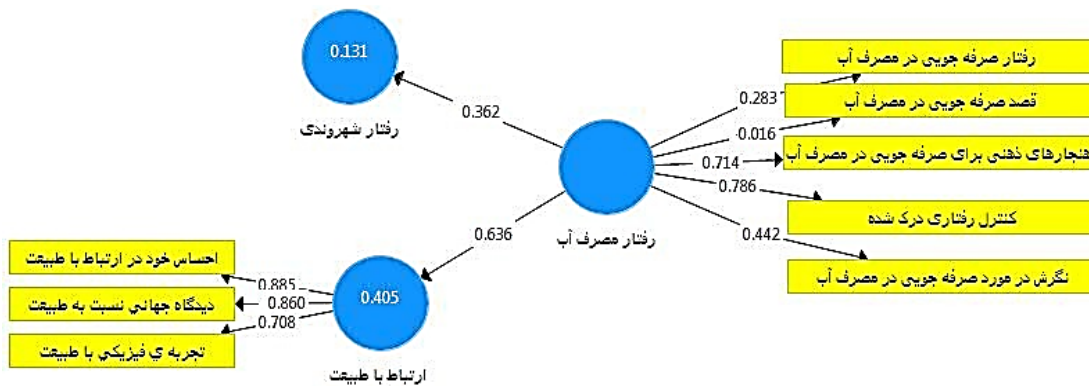 0.131
رفتار شهروندی
0.362
رفتار مصرف آب
0.636
رفتار صرفه جویی در مصرف آب
0.283
قصد صرفه جویی در مصرف آب
0.016
هنجارهای ذهنی برای صرفه جویی در مصرف آب
0.714
0.786
کنترل رفتاری درک شده
0.442
نگرش در مورد صرفه جویی در مصرف آب
احساس خود در ارتباط با طبیعت
0.885
دیدگاه جهاني نسبت به طبیعت
0.860
0.708
تجربه ي فیزیکي با طبیعت
0.405
ارتباط با طبیعت